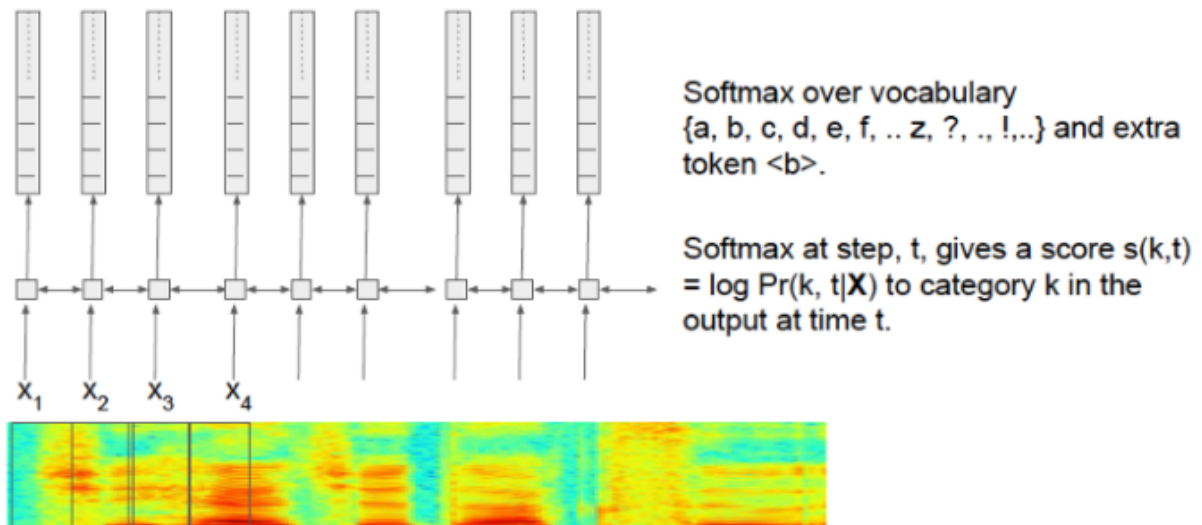 Softmax over vocabulary
{a, b, c, d, e, f, .. z, ?, ., !,..} and extra
token <b>.
Softmax at step, t, gives a score s(k,t)
= log Pr(k, t|X) to category k in the
output at time t.
X1 X2 X3 X4